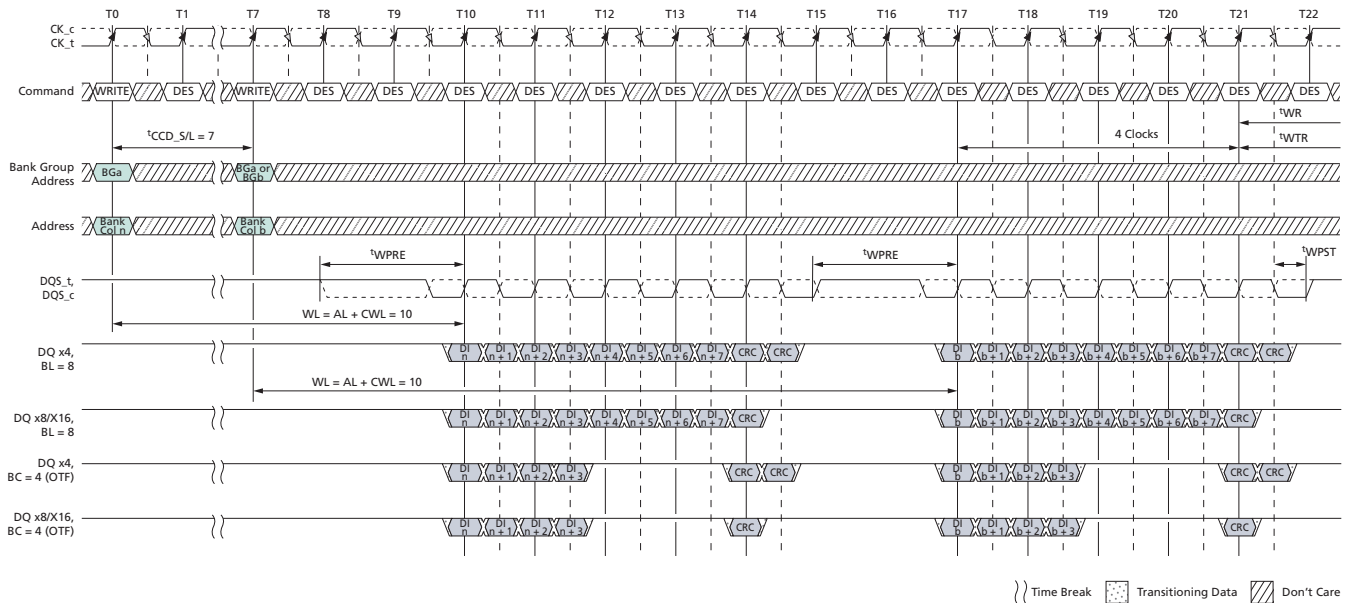 T0 T1 T7 T8 T9 T10 T11 T12 T13 T14 T15 T16 T17 T18 T19 T20 T21 T22
CK_c
CK_t
Command WRITE DES WRITE DES DES DES DES DES DES DES DES DES DES DES DES DES DES DES
tWR
tCCD_S/L = 7
4 Clocks
tWTR
Bank Group
Address
BGa
BGa or
BGb
Address
Bank
Col n
Bank
Col b
tWPRE tWPRE tWPST
DQS_t,
DQS_c
WL = AL + CWL = 10
DQ x4,
BL = 8
DI
n
DI
n + 1
DI
n + 2
DI
n + 3
DI
n + 4
DI
n + 5
DI
n + 6
DI
n + 7
CRC CRC
DI
b
DI
b + 1
DI
b + 2
DI
b + 3
DI
b + 4
DI
b + 5
DI
b + 6
DI
b + 7
CRC CRC
WL = AL + CWL = 10
DQ x8/X16,
BL = 8
DI
n
DI
n + 1
DI
n + 2
DI
n + 3
DI
n + 4
DI
n + 5
DI
n + 6
DI
n + 7
CRC
DI
b
DI
b + 1
DI
b + 2
DI
b + 3
DI
b + 4
DI
b + 5
DI
b + 6
DI
b + 7
CRC
DQ x4,
BC = 4 (OTF)
DI
n
DI
n + 1
DI
n + 2
DI
n + 3
CRC CRC
DI
b
DI
b + 1
DI
b + 2
DI
b + 3
CRC CRC
DQ x8/X16,
BC = 4 (OTF)
DI
n
DI
n + 1
DI
n + 2
DI
n + 3
CRC
DI
b
DI
b + 1
DI
b + 2
DI
b + 3
CRC
Time Break Transitioning Data Don't Care